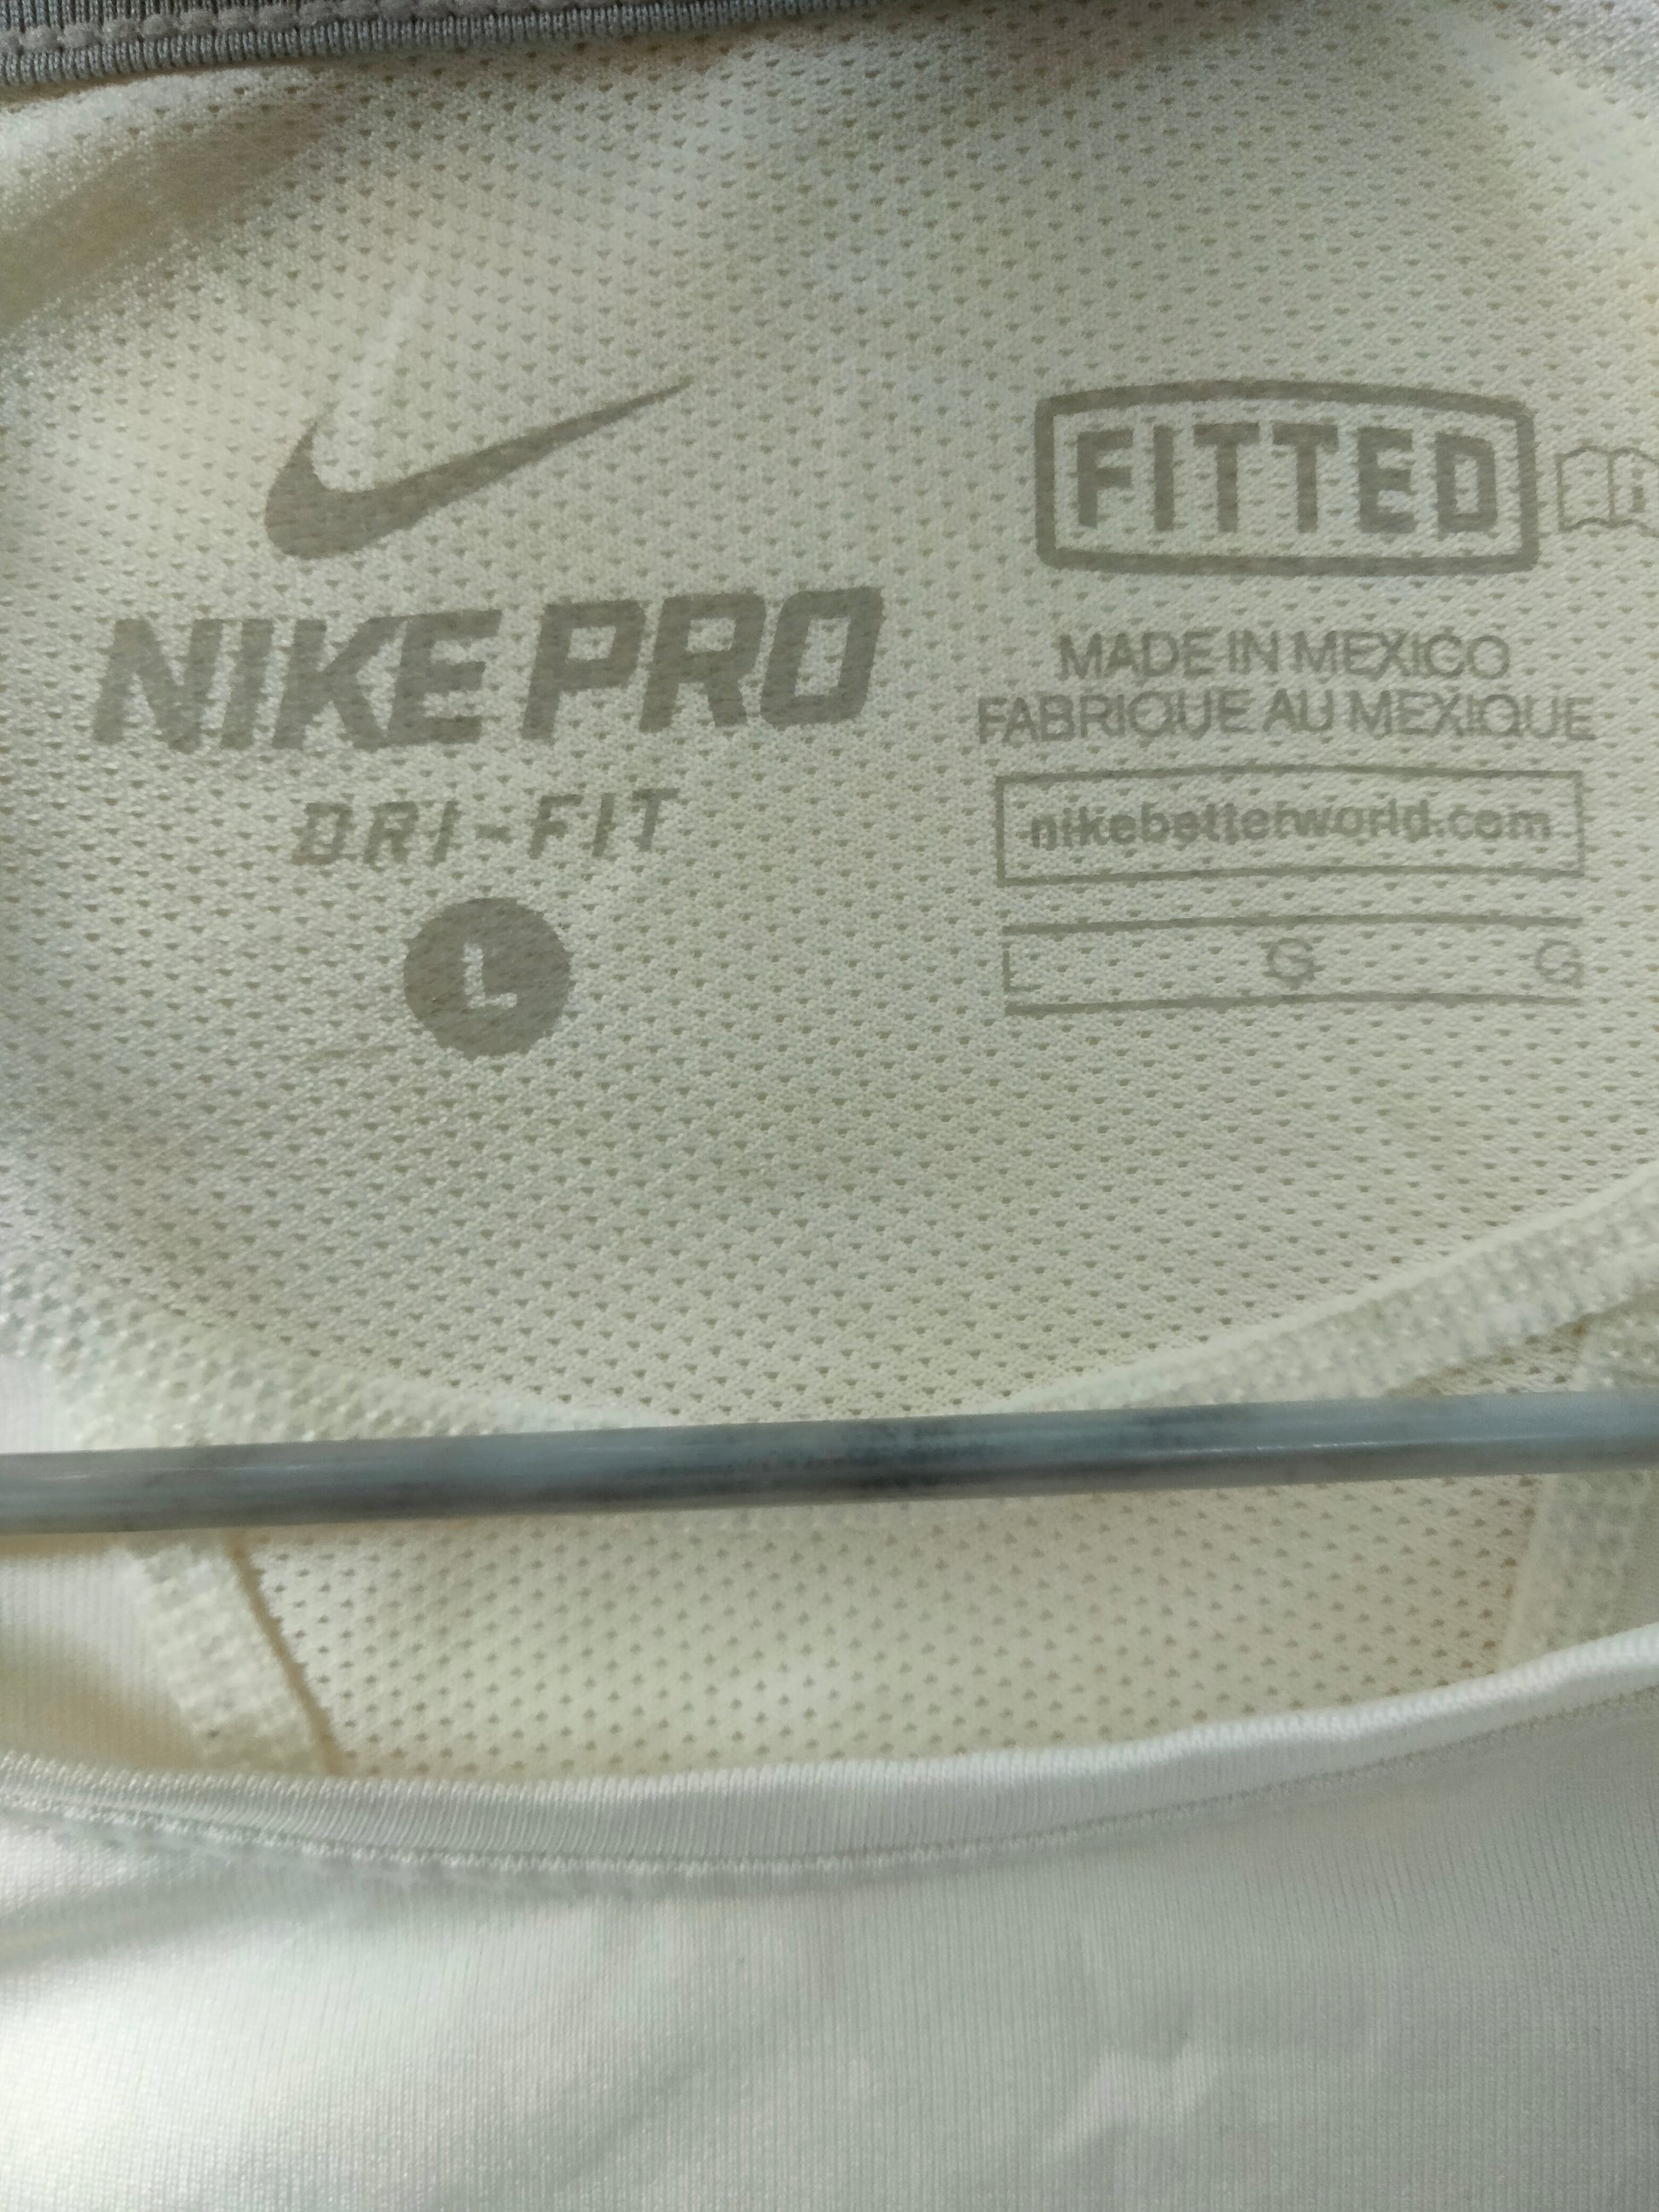 NIKE PRO
DRI-FIT
L
FITTED
MADE IN MEXICO
FABRIQUE AU MEXIQUE
nikebetterworld.com
L G G